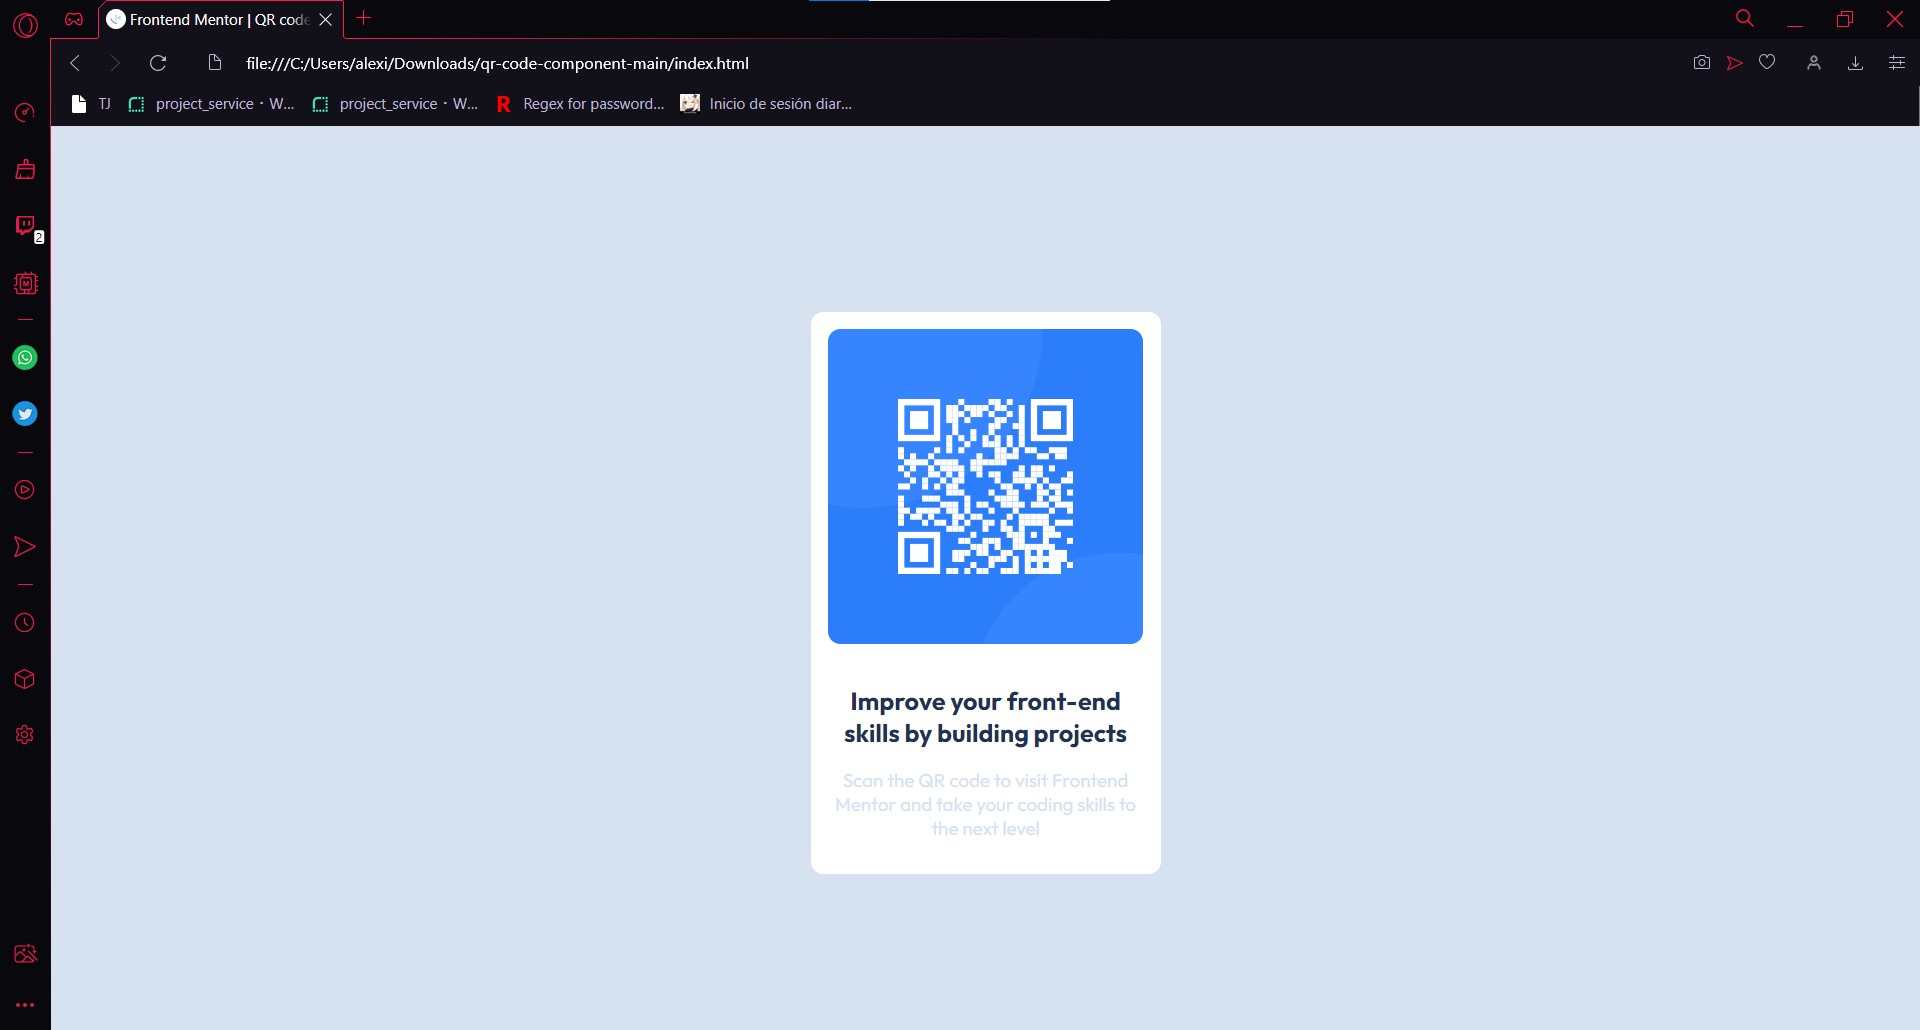 Frontend Mentor | QR code
file:///C:/Users/alexi/Downloads/qr-code-component-main/index.html
TJ
project_service · W...
project_service · W...
R
Regex for password...
Inicio de sesión diar...
2
M
Improve your front-end
skills by building projects
Scan the QR code to visit Frontend
Mentor and take your coding skills to
the next level